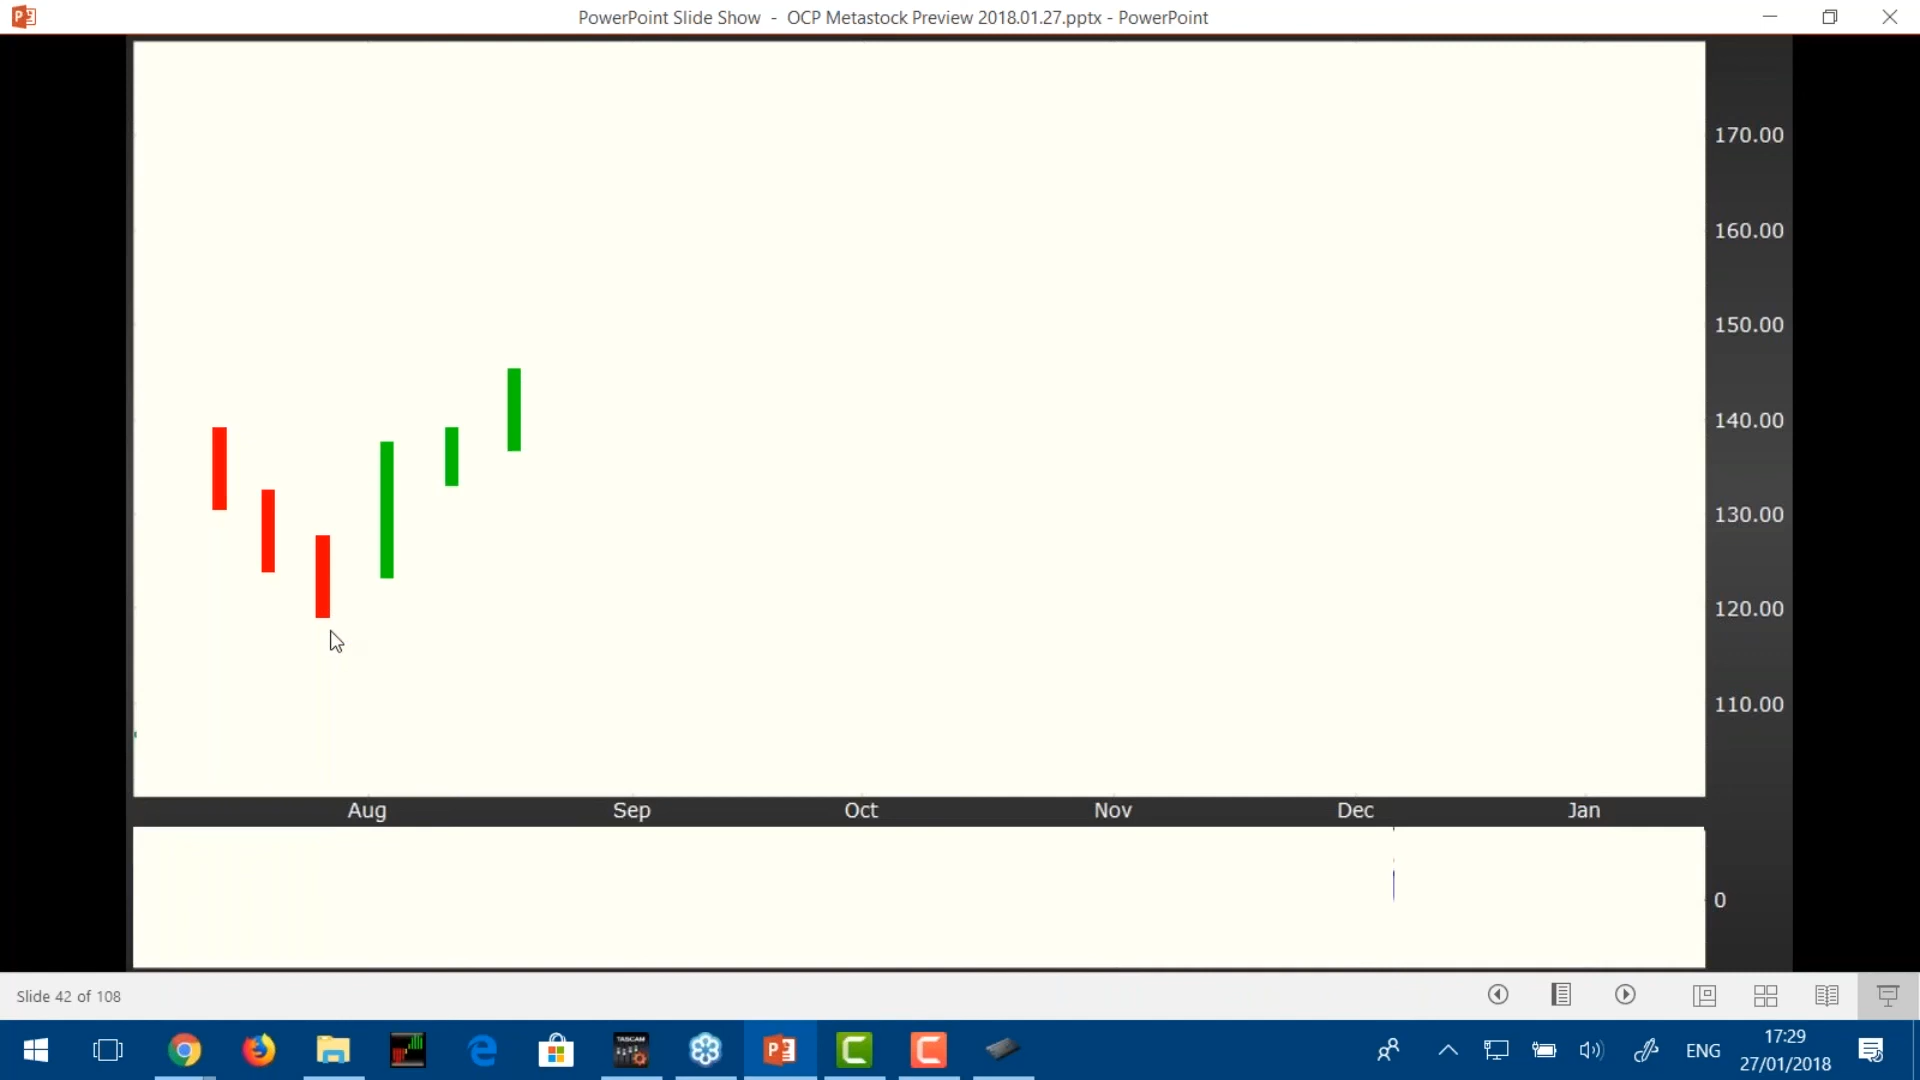 PowerPoint Slide Show - OCP Metastock Preview 2018.01.27.pptx - PowerPoint
170.00
160.00
150.00
140.00
130.00
120.00
110.00
Aug Sep Oct Nov Dec Jan
0
Slide 42 of 108
TASCAM
ENG
17:29
27/01/2018